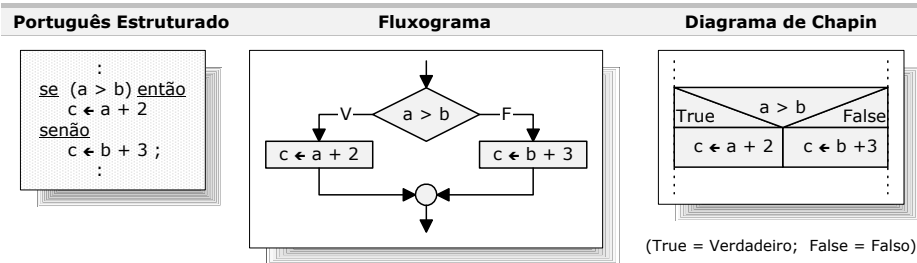 Português Estruturado
:
se (a > b) então
c ← a + 2
senão
c ← b + 3 ;
:
Fluxograma
V
a > b
F
c ← a + 2
c ← b + 3
Diagrama de Chapin
a > b
True
False
c ← a + 2
c ← b +3
(True = Verdadeiro; False = Falso)